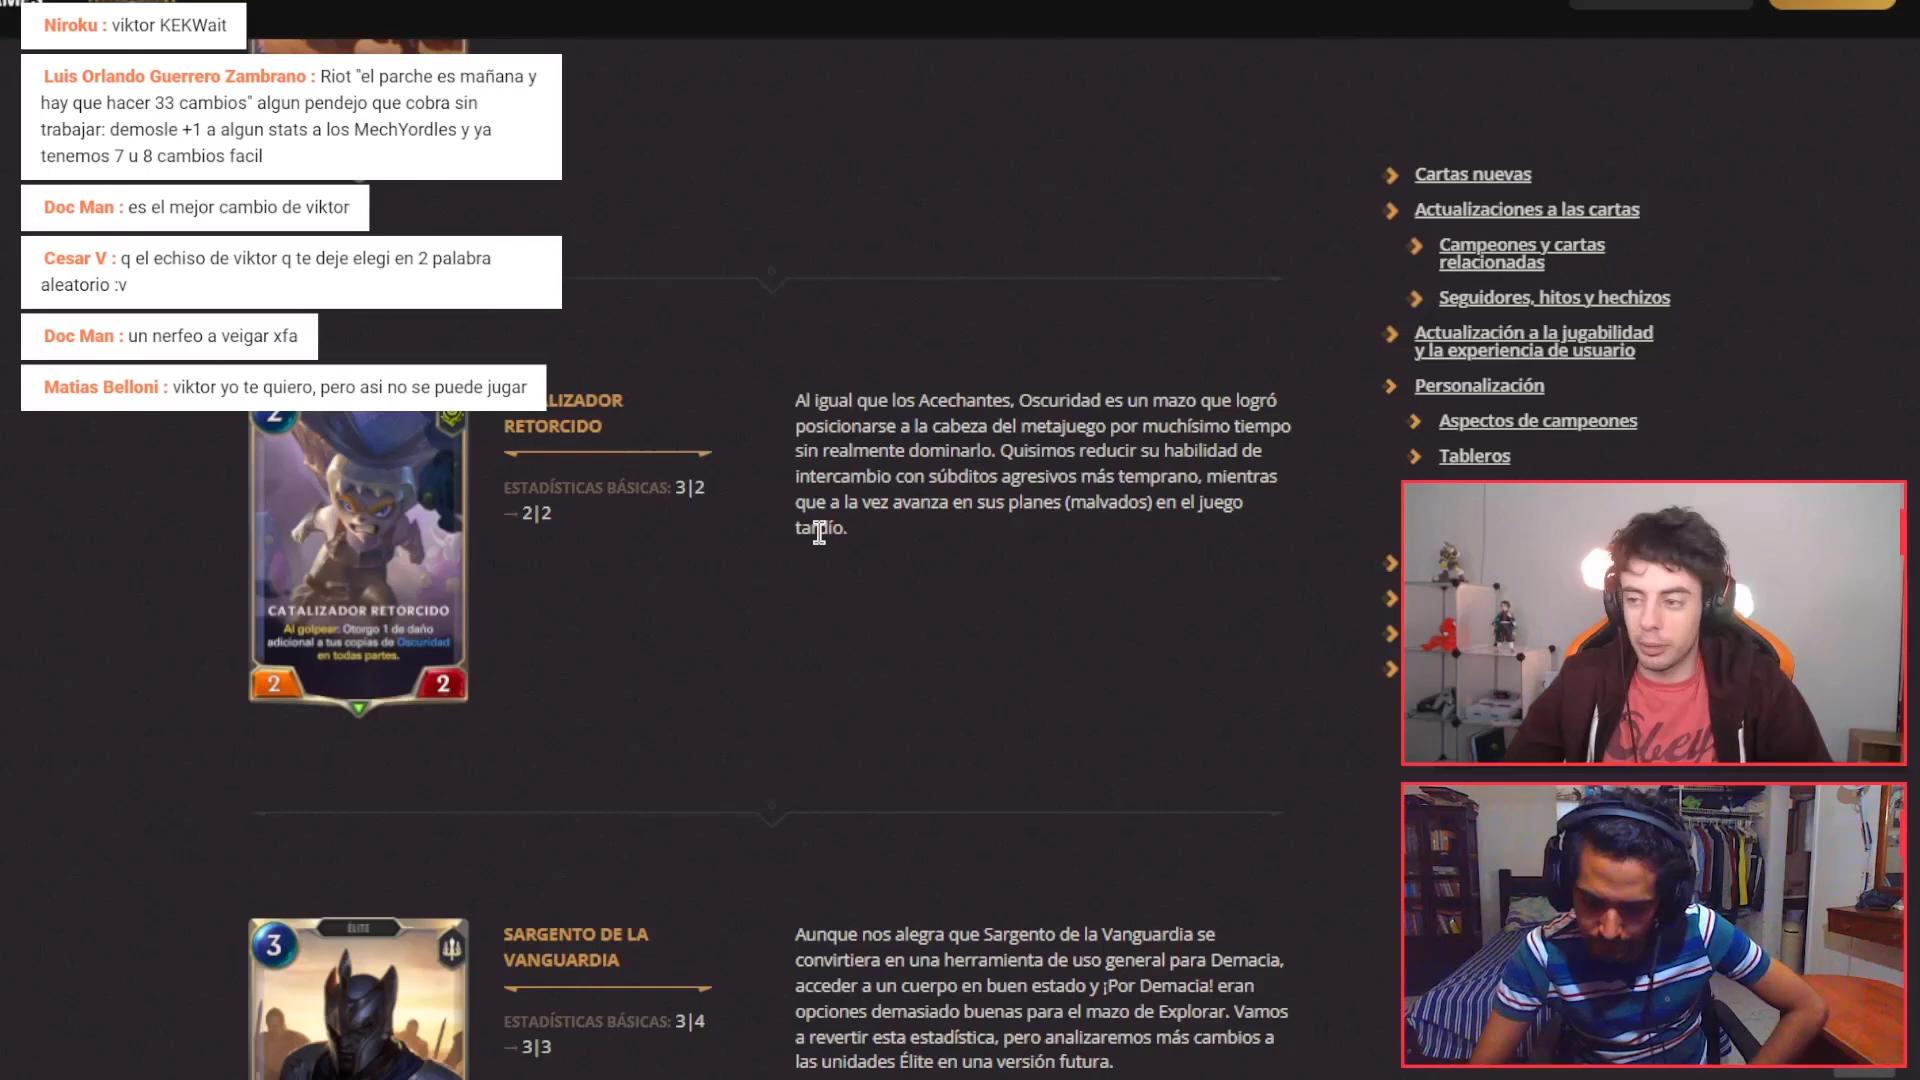 Niroku : viktor KEKWait
Luis Orlando Guerrero Zambrano : Riot "el parche es mañana y
hay que hacer 33 cambios" algun pendejo que cobra sin
trabajar: demosle +1 a algun stats a los MechYordles y ya
tenemos 7 u 8 cambios facil
Doc Man : es el mejor cambio de viktor
Cesar V : q el echiso de viktor q te deje elegi en 2 palabra
aleatorio :v
Doc Man : un nerfeo a veigar xfa
Matias Belloni : viktor yo te quiero, pero asi no se puede jugar
Cartas nuevas
Actualizaciones a las cartas
Campeones y cartas
relacionadas
Seguidores, hitos y hechizos
Actualización a la jugabilidad
y la experiencia de usuario
Personalización
Aspectos de campeones
Tableros
2
CATALIZADOR RETORCIDO
Al golpear: Otorgo 1 de daño
adicional a tus copias de Oscuridad
en todas partes.
2
2
ALIZADOR
RETORCIDO
ESTADÍSTICAS BÁSICAS: 3|2
→ 2|2
Al igual que los Acechantes, Oscuridad es un mazo que logró
posicionarse a la cabeza del metajuego por muchísimo tiempo
sin realmente dominarlo. Quisimos reducir su habilidad de
intercambio con súbditos agresivos más temprano, mientras
que a la vez avanza en sus planes (malvados) en el juego
tardío.
ÉLITE
3
SARGENTO DE LA
VANGUARDIA
ESTADÍSTICAS BÁSICAS: 3|4
→ 3|3
Aunque nos alegra que Sargento de la Vanguardia se
convirtiera en una herramienta de uso general para Demacia,
acceder a un cuerpo en buen estado y ¡Por Demacia! eran
opciones demasiado buenas para el mazo de Explorar. Vamos
a revertir esta estadística, pero analizaremos más cambios a
las unidades Élite en una versión futura.
Obey